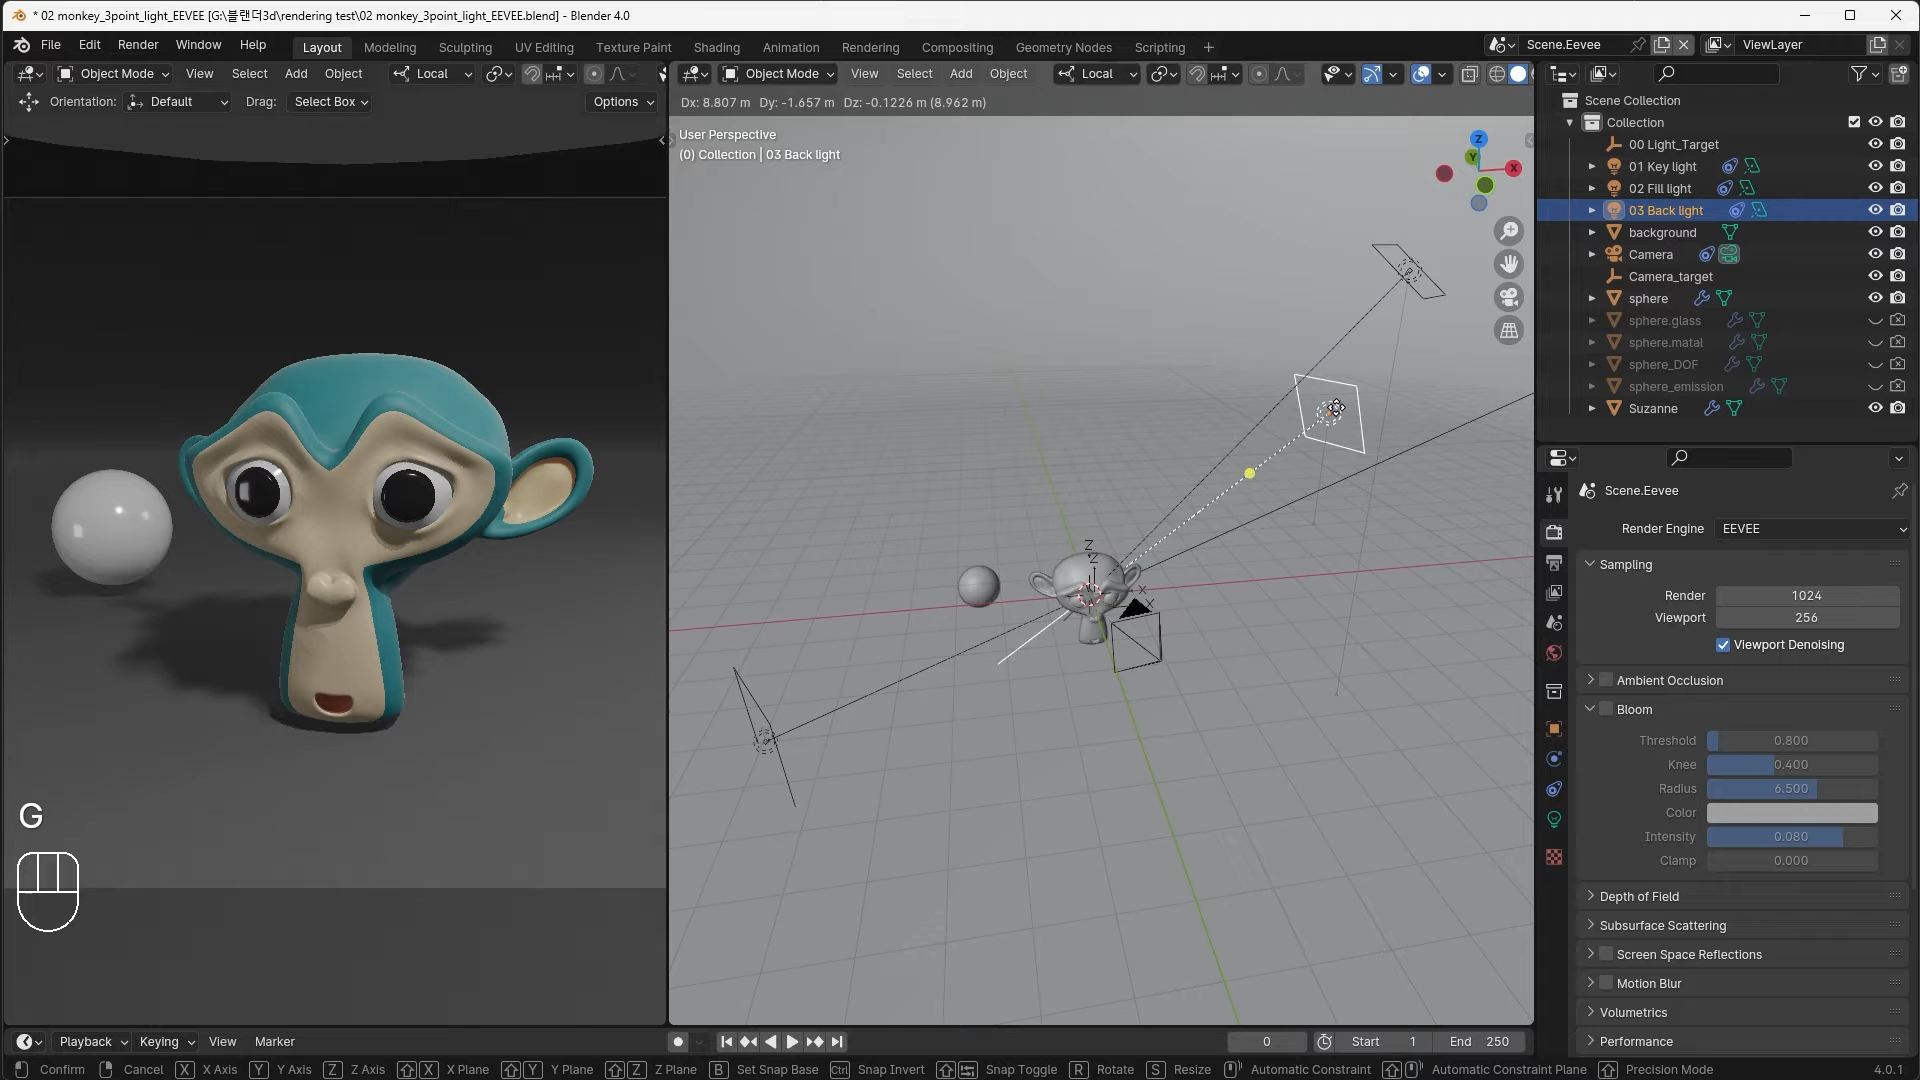 * 02 monkey_3point_light_EEVEE [G:\블랜더3d\rendering test\02 monkey_3point_light_EEVEE.blend] - Blender 4.0
File Edit Render Window Help Layout Modeling Sculpting UV Editing Texture Paint Shading Animation Rendering Compositing Geometry Nodes Scripting + Scene.Eevee ViewLayer
Object Mode View Select Add Object Local
Object Mode View Select Add Object Local
Orientation: Default Drag: Select Box Options
Dx: 8.807 m Dy: -1.657 m Dz: -0.1226 m (8.962 m)
User Perspective
(0) Collection | 03 Back light
Z
Y
X
Z
Z
X
X
G
Scene Collection
Collection
00 Light_Target
01 Key light
02 Fill light
03 Back light
background
Camera
Camera_target
sphere
sphere.glass
sphere.matal
sphere_DOF
sphere_emission
Suzanne
Scene.Eevee
Render Engine EEVEE
Sampling
Render 1024
Viewport 256
Viewport Denoising
Ambient Occlusion
Bloom
Threshold 0.800
Knee 0.400
Radius 6.500
Color
Intensity 0.080
Clamp 0.000
Depth of Field
Subsurface Scattering
Screen Space Reflections
Motion Blur
Volumetrics
Performance
Playback Keying View Marker 0 Start 1 End 250
Confirm Cancel X X Axis Y Y Axis Z Z Axis X X Plane Y Y Plane Z Z Plane B Set Snap Base Ctrl Snap Invert Snap Toggle R Rotate S Resize Automatic Constraint Automatic Constraint Plane Precision Mode 4.0.1